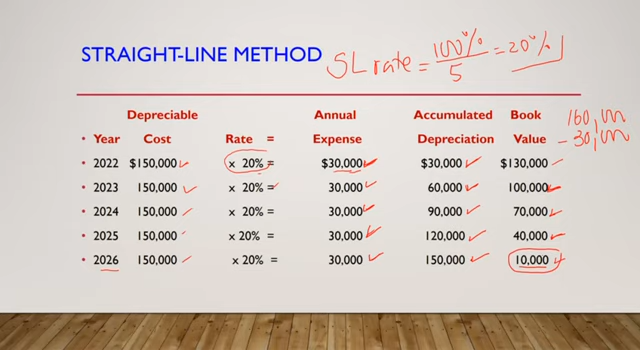 STRAIGHT-LINE METHOD SL rate = 100%/5 = 20%
Depreciable Annual Accumulated Book
• Year Cost Rate = Expense Depreciation Value
160,000
- 30,000
• 2022 $150,000 x 20% = $30,000 $30,000 $130,000
• 2023 150,000 x 20% = 30,000 60,000 100,000
• 2024 150,000 x 20% = 30,000 90,000 70,000
• 2025 150,000 x 20% = 30,000 120,000 40,000
• 2026 150,000 x 20% = 30,000 150,000 10,000